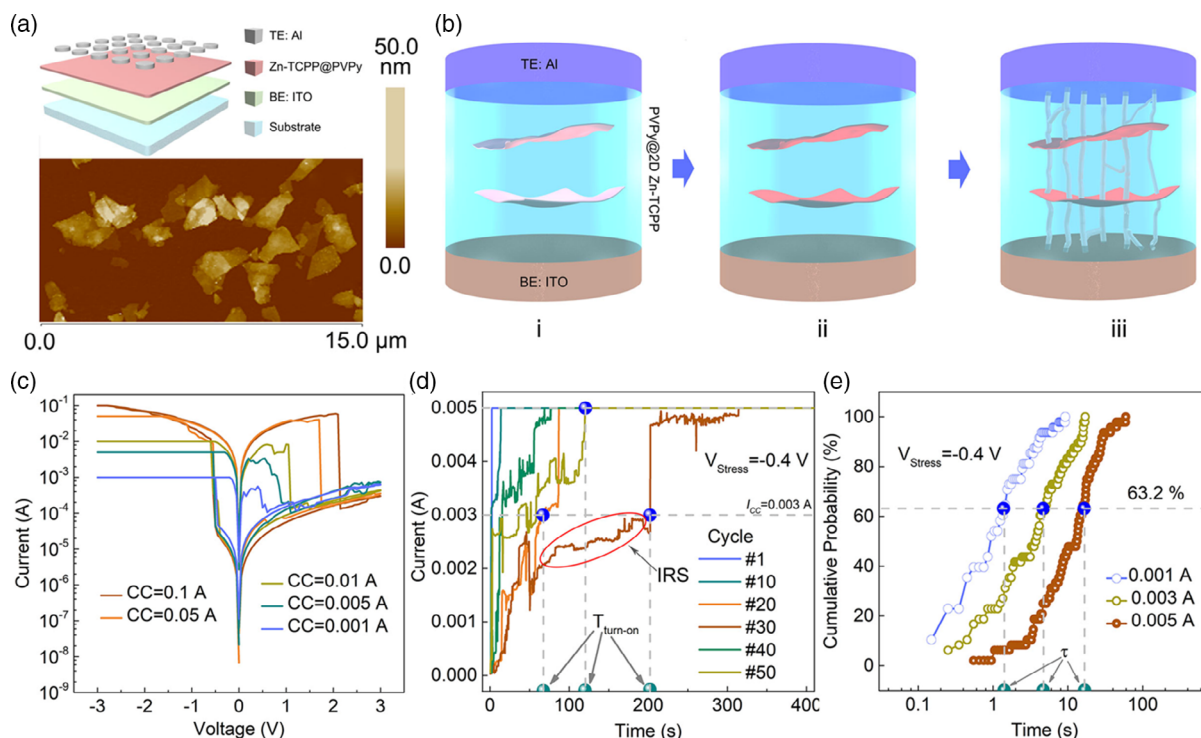 (a)
TE: Al
Zn-TCPP@PVPy
BE: ITO
Substrate
50.0
nm
0.0
0.0
15.0 μm
(b)
TE: Al
PVPy@2D Zn-TCPP
BE: ITO
i
ii
iii
(c)
10⁻¹
10⁻²
10⁻³
10⁻⁴
10⁻⁵
10⁻⁶
10⁻⁷
10⁻⁸
10⁻⁹
Current (A)
CC=0.1 A
CC=0.05 A
CC=0.01 A
CC=0.005 A
CC=0.001 A
-3 -2 -1 0 1 2 3
Voltage (V)
(d)
0.005
0.004
0.003
0.002
0.001
0.000
Current (A)
V_Stress=-0.4 V
I_CC=0.003 A
IRS
Cycle
#1
#10
#20
#30
#40
#50
T_turn-on
0 100 200 300 400
Time (s)
(e)
100
80
60
40
20
0
Cumulative Probability (%)
V_Stress=-0.4 V
63.2 %
0.001 A
0.003 A
0.005 A
τ
0.1 1 10 100
Time (s)